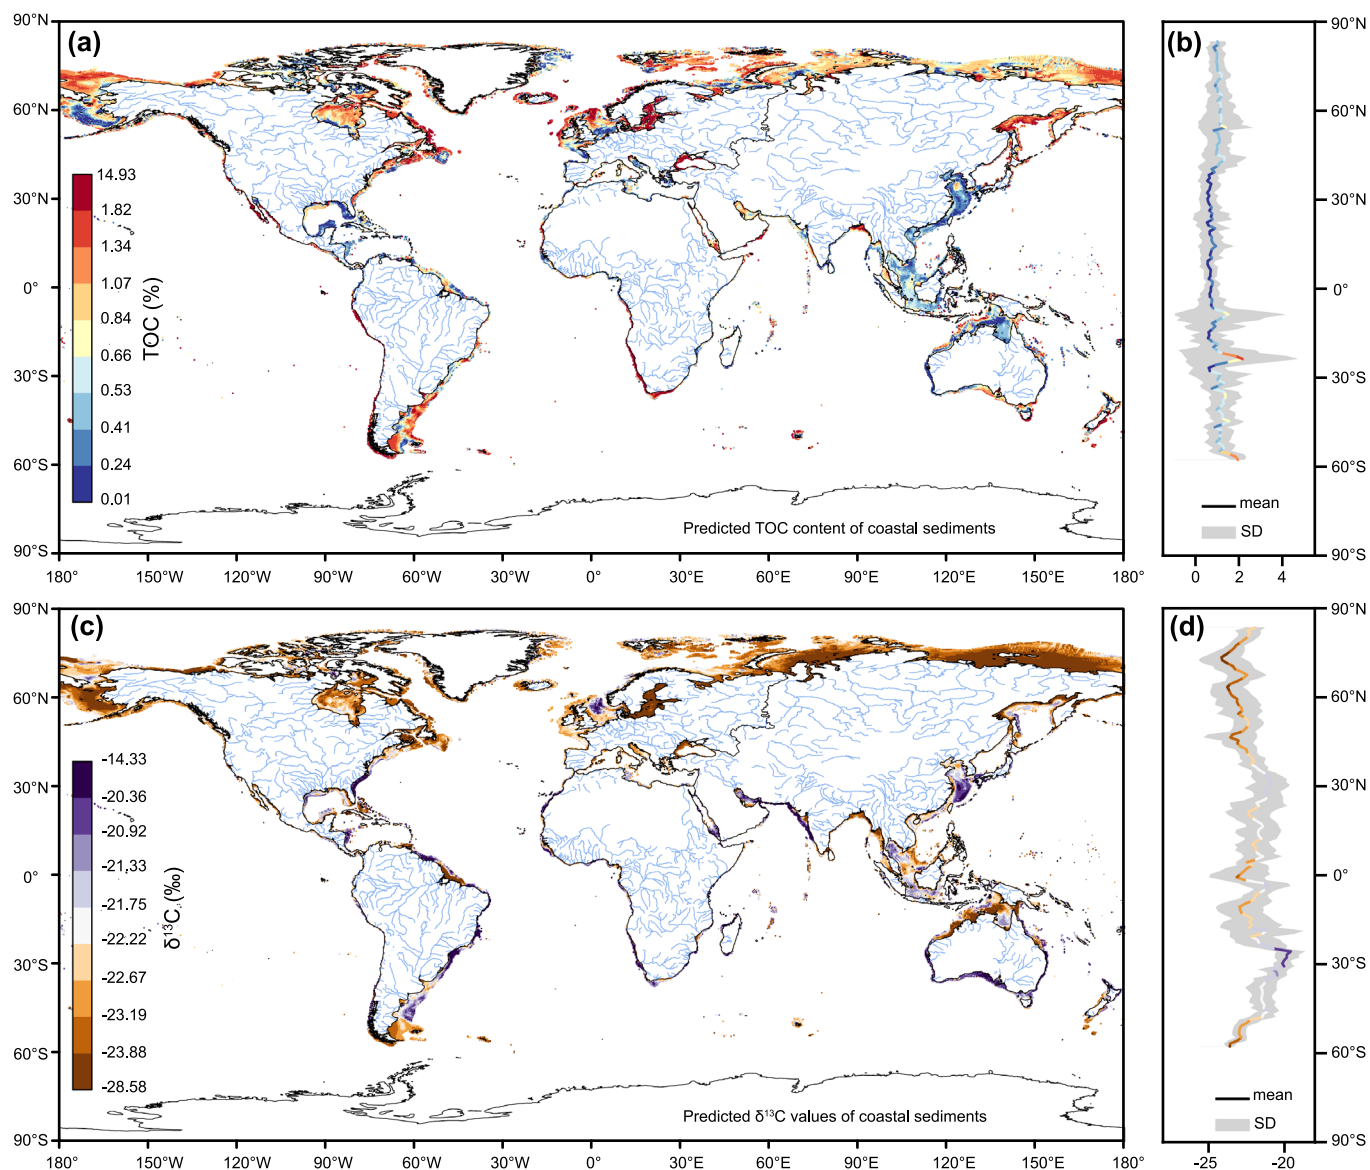 (a)
90°N
60°N
30°N
0°
30°S
60°S
90°S
14.93
1.82
1.34
1.07
0.84
0.66
0.53
0.41
0.24
0.01
TOC (%)
Predicted TOC content of coastal sediments
180° 150°W 120°W 90°W 60°W 30°W 0° 30°E 60°E 90°E 120°E 150°E 180°
(b)
90°N
60°N
30°N
0°
30°S
60°S
90°S
mean
SD
0 2 4
(c)
90°N
60°N
30°N
0°
30°S
60°S
90°S
-14.33
-20.36
-20.92
-21,33
-21.75
-22.22
-22.67
-23.19
-23.88
-28.58
δ¹³C (‰)
Predicted δ¹³C values of coastal sediments
180° 150°W 120°W 90°W 60°W 30°W 0° 30°E 60°E 90°E 120°E 150°E 180°
(d)
90°N
60°N
30°N
0°
30°S
60°S
90°S
mean
SD
-25 -20